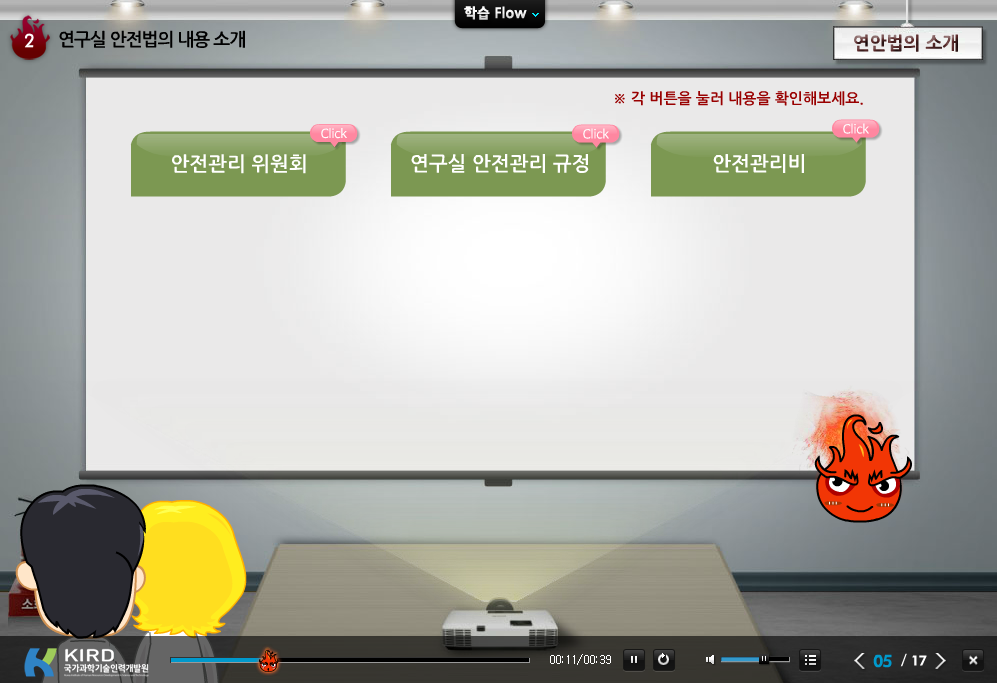 학습 Flow
2 연구실 안전법의 내용 소개
연안법의 소개
※ 각 버튼을 눌러 내용을 확인해보세요.
Click
Click
Click
안전관리 위원회
연구실 안전관리 규정
안전관리비
KIRD
국가과학기술인력개발원
00:11/00:39
05 / 17